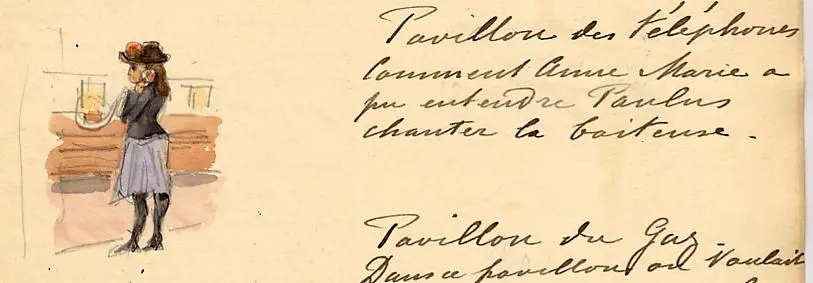 Pavillon des téléphones
Comment Anne Marie a
pu entendre Paulus
chanter la boiteuse.
Pavillon du Gaz.
Dans ce pavillon où voulait